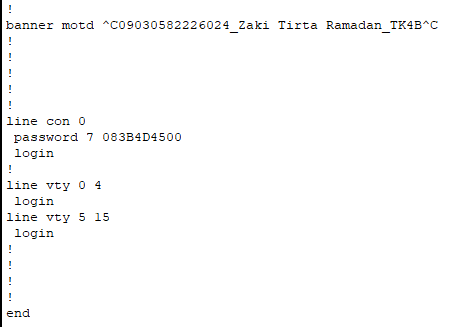 !
banner motd ^C09030582226024_Zaki Tirta Ramadan_TK4B^C
!
!
!
!
!
line con 0
 password 7 083B4D4500
 login
!
line vty 0 4
 login
line vty 5 15
 login
!
!
!
!
end